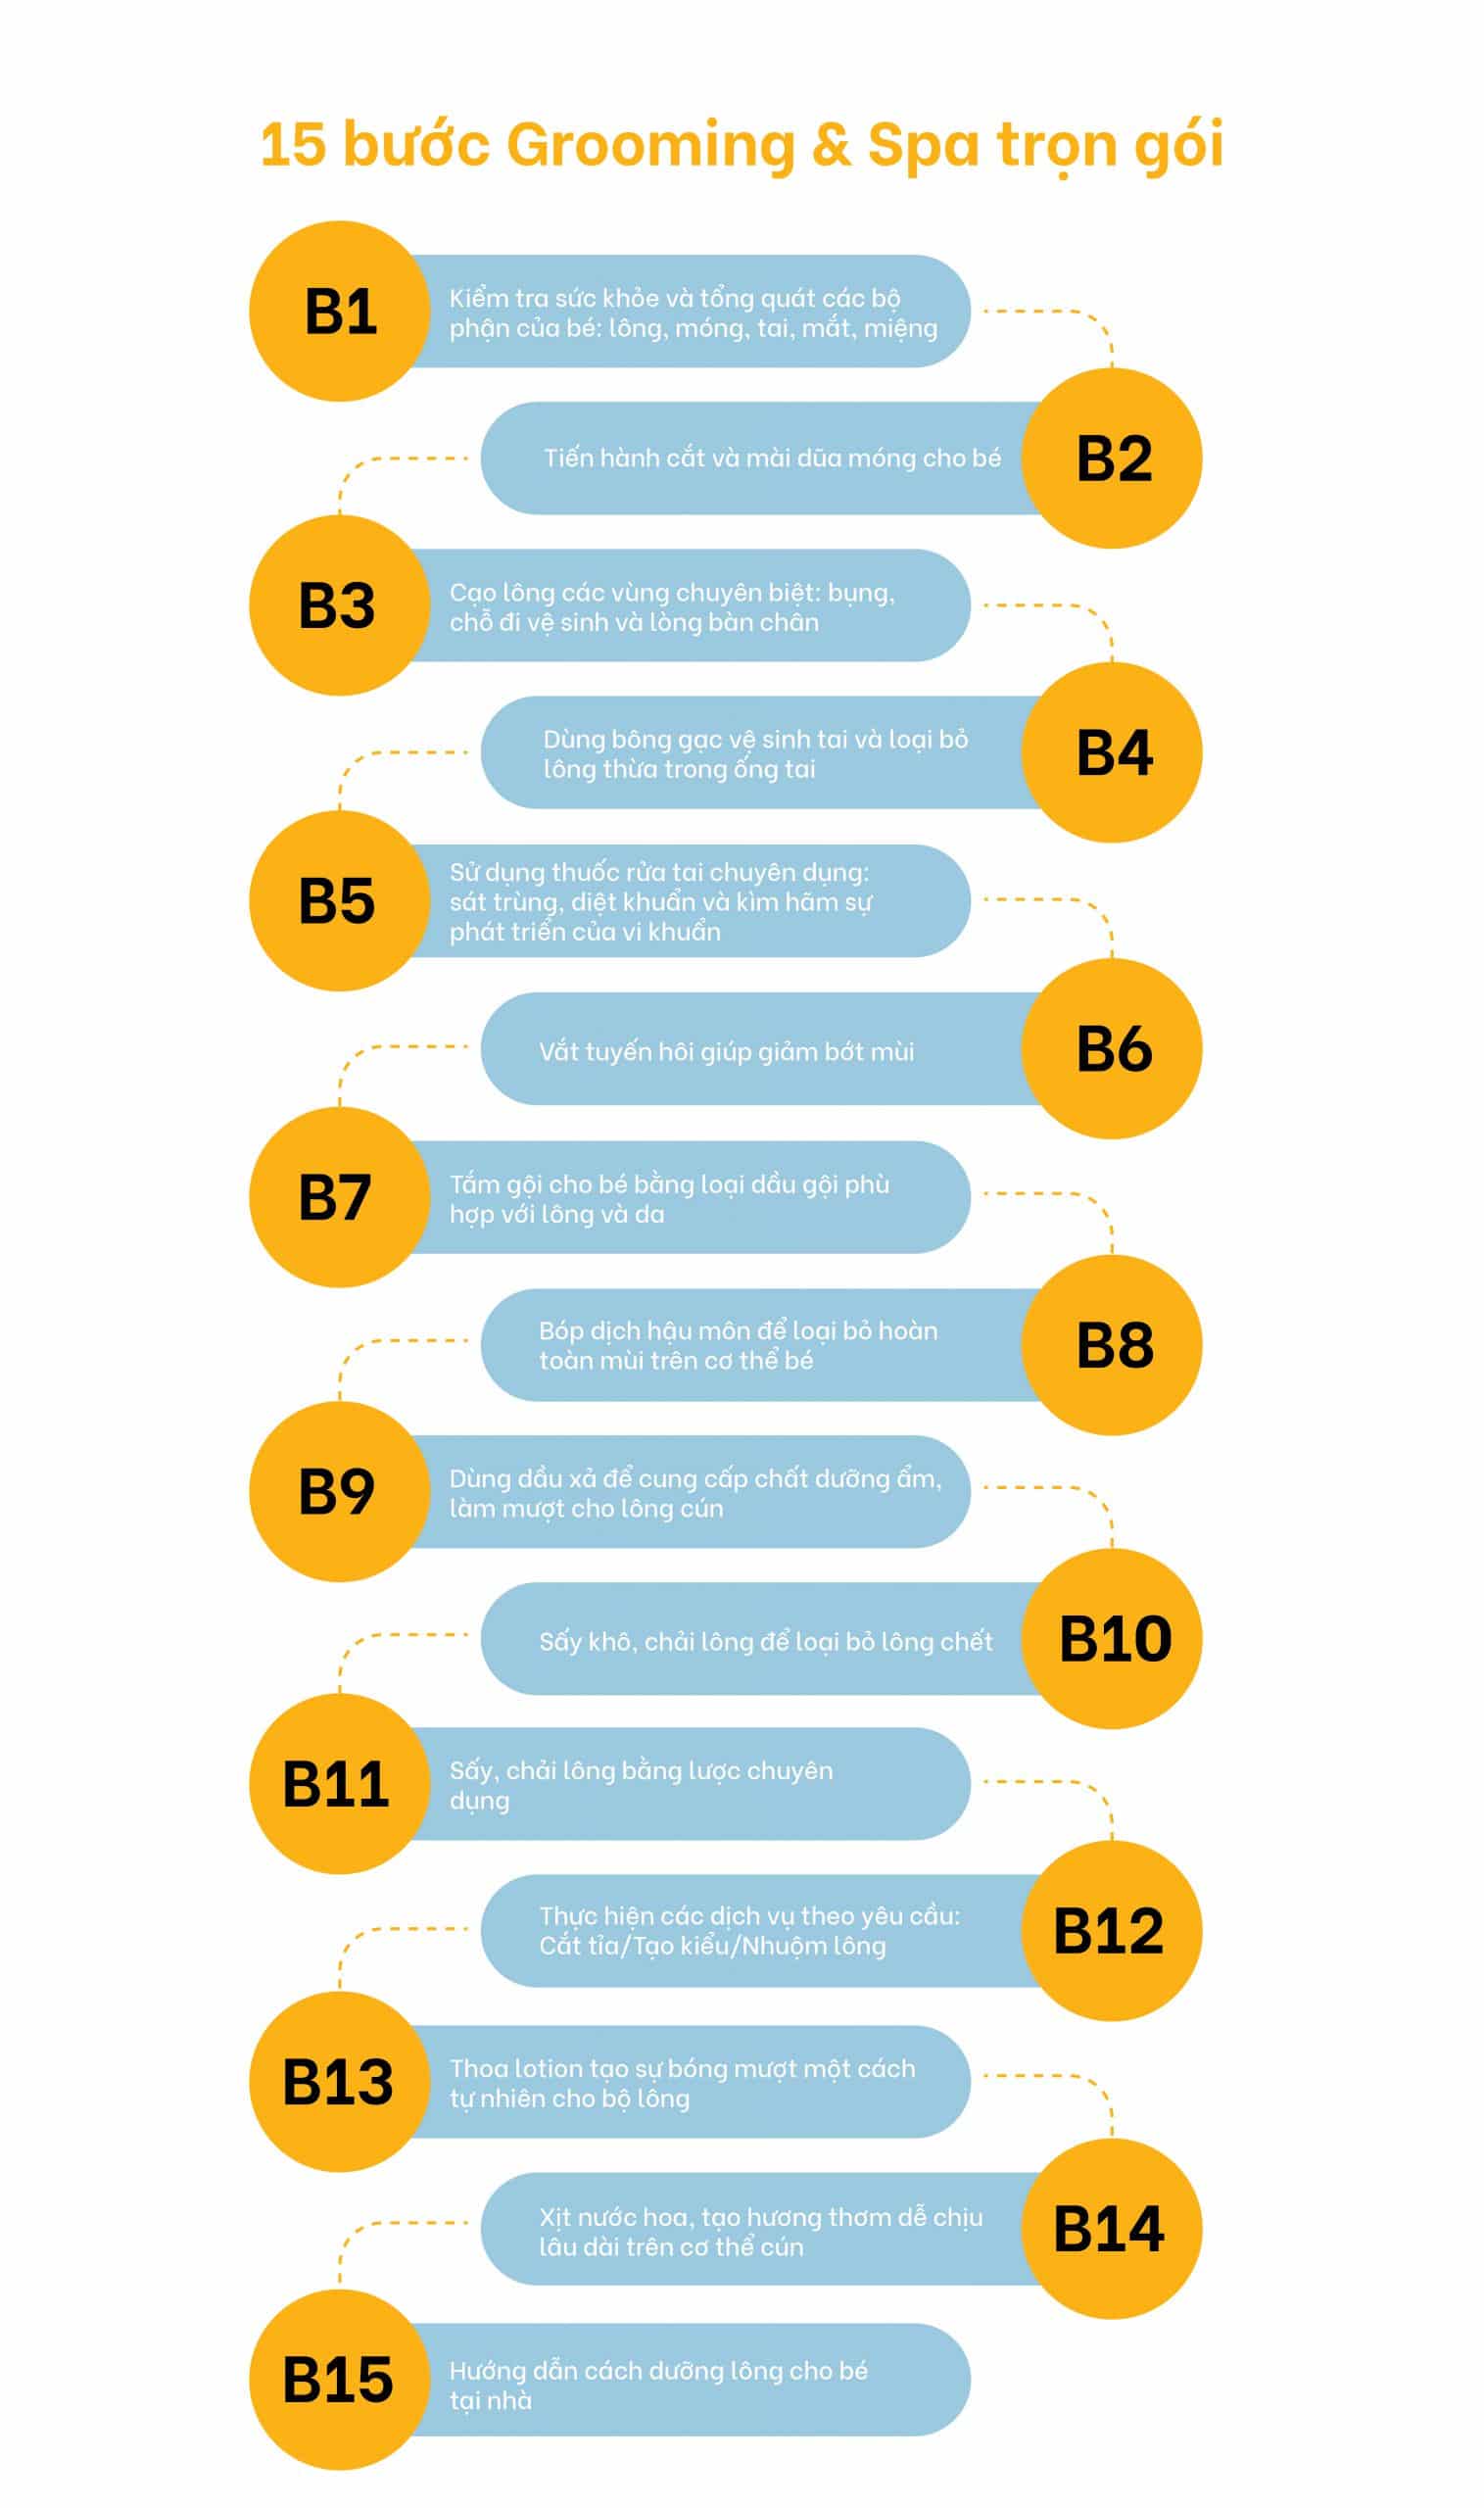 15 bước Grooming & Spa trọn gói
B1
Kiểm tra sức khỏe và tổng quát các bộ
phận của bé: lông, móng, tai, mắt, miệng
B2
Tiến hành cắt và mài dũa móng cho bé
B3
Cạo lông các vùng chuyên biệt: bụng,
chỗ đi vệ sinh và lòng bàn chân
B4
Dùng bông gạc vệ sinh tai và loại bỏ
lông thừa trong ống tai
B5
Sử dụng thuốc rửa tai chuyên dụng:
sát trùng, diệt khuẩn và kìm hãm sự
phát triển của vi khuẩn
B6
Vắt tuyến hôi giúp giảm bớt mùi
B7
Tắm gội cho bé bằng loại dầu gội phù
hợp với lông và da
B8
Bóp dịch hậu môn để loại bỏ hoàn
toàn mùi trên cơ thể bé
B9
Dùng dầu xả để cung cấp chất dưỡng ẩm,
làm mượt cho lông cún
B10
Sấy khô, chải lông để loại bỏ lông chết
B11
Sấy, chải lông bằng lược chuyên
dụng
B12
Thực hiện các dịch vụ theo yêu cầu:
Cắt tỉa/Tạo kiểu/Nhuộm lông
B13
Thoa lotion tạo sự bóng mượt một cách
tự nhiên cho bộ lông
B14
Xịt nước hoa, tạo hương thơm dễ chịu
lâu dài trên cơ thể cún
B15
Hướng dẫn cách dưỡng lông cho bé
tại nhà